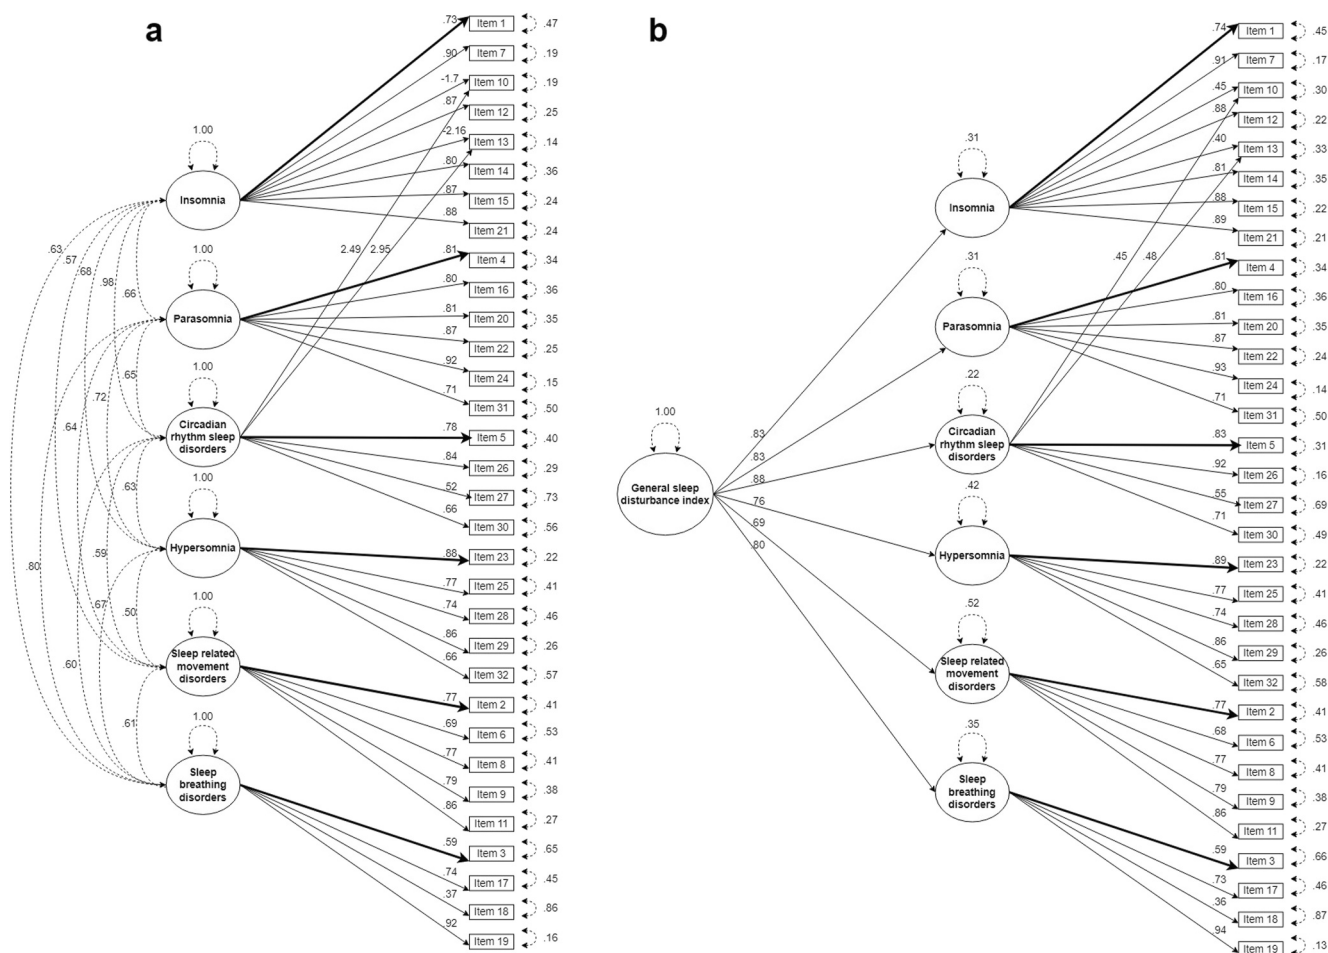 a
.73
Item 1
.47
.90
Item 7
.19
-1.7
Item 10
.19
.87
Item 12
.25
-2.16
Item 13
.14
1.00
.80
Item 14
.36
Insomnia
.87
Item 15
.24
.88
Item 21
.24
.63
.57
.68
.98
.66
2.49
2.95
1.00
.81
Item 4
.34
.80
Item 16
.36
Parasomnia
.81
Item 20
.35
.87
Item 22
.25
.92
Item 24
.15
.65
.72
.64
1.00
.71
Item 31
.50
Circadian
rhythm sleep
disorders
.78
Item 5
.40
.84
Item 26
.29
.52
Item 27
.73
.66
Item 30
.56
.63
1.00
Hypersomnia
.88
Item 23
.22
.77
Item 25
.41
.74
Item 28
.46
.86
Item 29
.26
.66
Item 32
.57
.59
.80
.67
.50
1.00
Sleep related
movement
disorders
.77
Item 2
.41
.69
Item 6
.53
.77
Item 8
.41
.79
Item 9
.38
.86
Item 11
.27
.60
.61
1.00
Sleep
breathing
disorders
.59
Item 3
.65
.74
Item 17
.45
.37
Item 18
.86
.92
Item 19
.16
b
.74
Item 1
.45
.91
Item 7
.17
.45
Item 10
.30
.88
Item 12
.22
.40
Item 13
.33
.31
.81
Item 14
.35
Insomnia
.88
Item 15
.22
.89
Item 21
.21
.45
.48
.31
.81
Item 4
.34
.80
Item 16
.36
Parasomnia
.81
Item 20
.35
.87
Item 22
.24
.93
Item 24
.14
.71
Item 31
.50
.22
Circadian
rhythm sleep
disorders
.83
Item 5
.31
.92
Item 26
.16
.55
Item 27
.69
.71
Item 30
.49
1.00
General sleep
disturbance index
.83
.83
.88
.76
.69
.80
.42
Hypersomnia
.89
Item 23
.22
.77
Item 25
.41
.74
Item 28
.46
.86
Item 29
.26
.65
Item 32
.58
.52
Sleep related
movement
disorders
.77
Item 2
.41
.68
Item 6
.53
.77
Item 8
.41
.79
Item 9
.38
.86
Item 11
.27
.35
Sleep
breathing
disorders
.59
Item 3
.66
.73
Item 17
.46
.36
Item 18
.87
.94
Item 19
.13